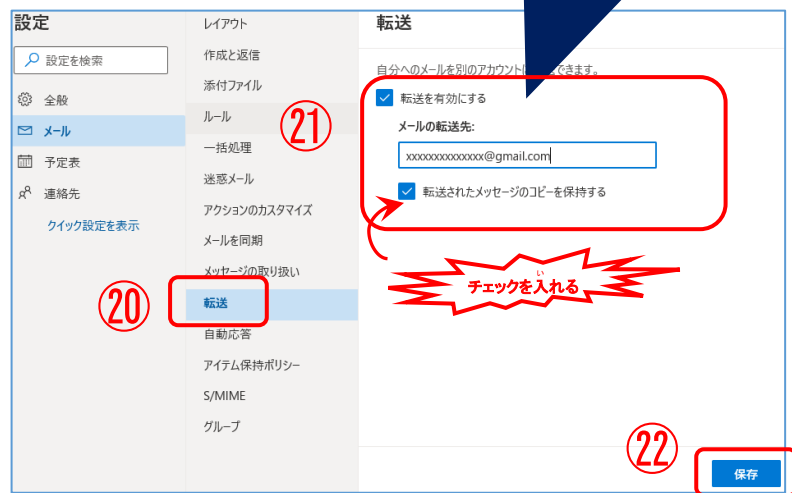 設定
設定を検索
全般
メール
予定表
連絡先
クイック設定を表示
レイアウト
作成と返信
添付ファイル
ルール
一括処理
迷惑メール
アクションのカスタマイズ
メールを同期
メッセージの取り扱い
⑳
転送
自動応答
アイテム保持ポリシー
S/MIME
グループ
転送
自分へのメールを別のアカウントに
できます。
㉑
転送を有効にする
メールの転送先:
xxxxxxxxxxxxxx@gmail.com
転送されたメッセージのコピーを保持する
い
チェックを入れる
㉒
保存